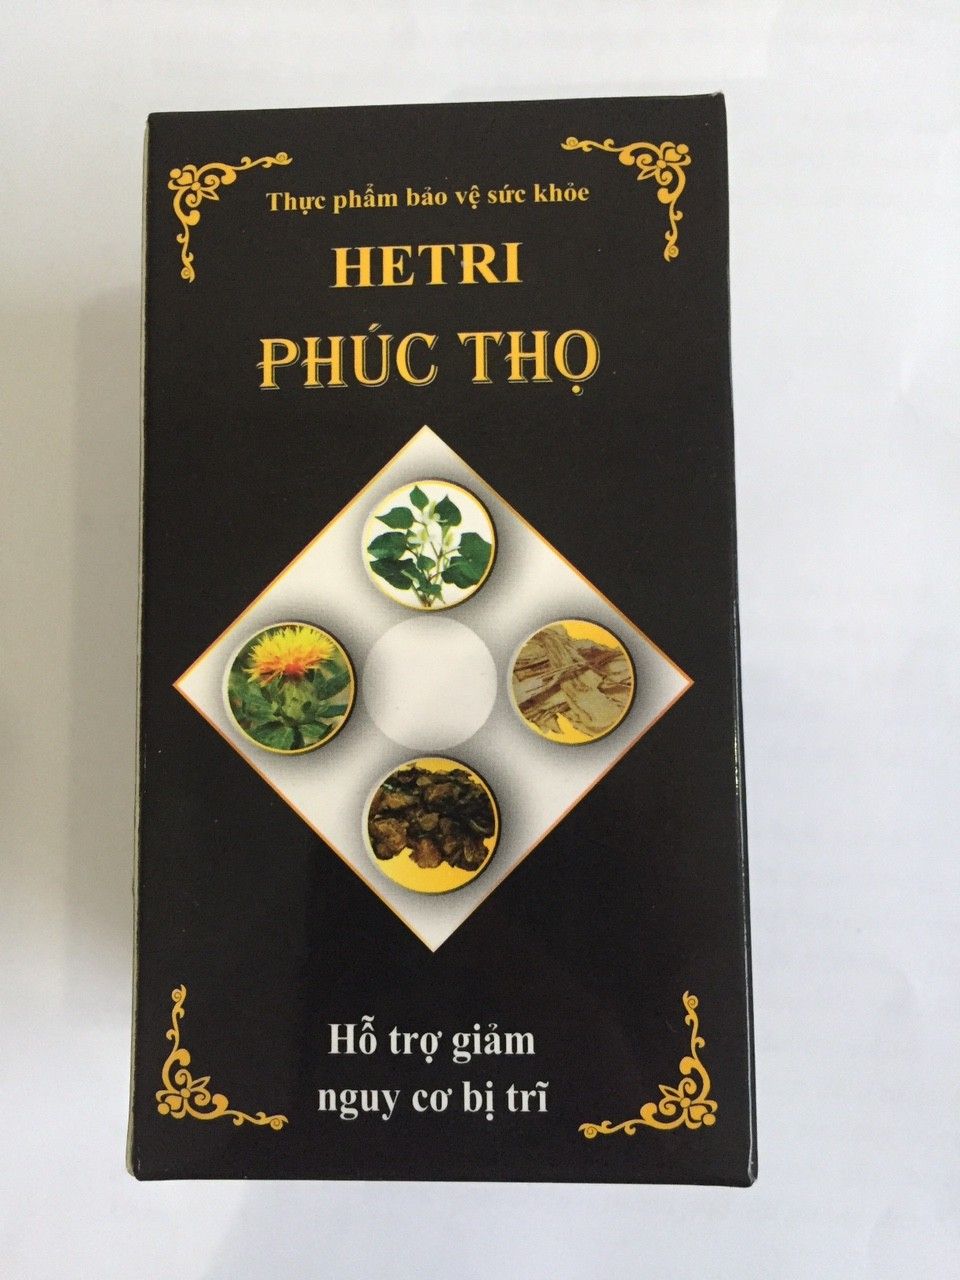 Thực phẩm bảo vệ sức khỏe
HETRI
PHÚC THỌ
Hỗ trợ giảm
nguy cơ bị trĩ